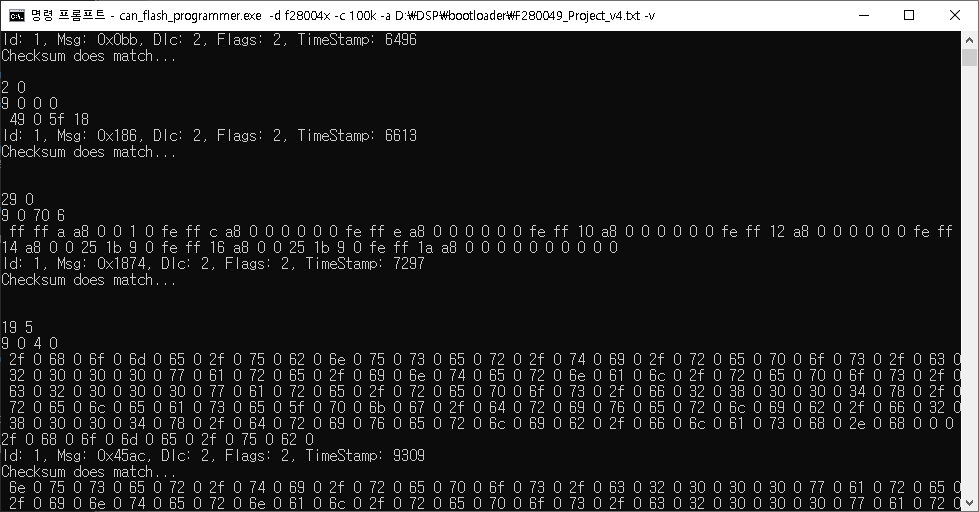 명령 프롬프트 - can_flash_programmer.exe  -d f28004x -c 100k -a D:₩DSP₩bootloader₩F280049_Project_v4.txt -v
Id: 1, Msg: 0x0bb, Dlc: 2, Flags: 2, TimeStamp: 6496
Checksum does match...
2 0
9 0 0 0
49 0 5f 18
Id: 1, Msg: 0x186, Dlc: 2, Flags: 2, TimeStamp: 6613
Checksum does match...
29 0
9 0 70 6
ff ff a a8 0 0 1 0 fe ff c a8 0 0 0 0 0 0 fe ff e a8 0 0 0 0 0 0 fe ff 10 a8 0 0 0 0 0 0 fe ff 12 a8 0 0 0 0 0 0 fe ff
14 a8 0 0 25 1b 9 0 fe ff 16 a8 0 0 25 1b 9 0 fe ff 1a a8 0 0 0 0 0 0 0 0 0 0
Id: 1, Msg: 0x1874, Dlc: 2, Flags: 2, TimeStamp: 7297
Checksum does match...
19 5
9 0 4 0
2f 0 68 0 6f 0 6d 0 65 0 2f 0 75 0 62 0 6e 0 75 0 73 0 65 0 72 0 2f 0 74 0 69 0 2f 0 72 0 65 0 70 0 6f 0 73 0 2f 0 63 0
32 0 30 0 30 0 30 0 77 0 61 0 72 0 65 0 2f 0 69 0 6e 0 74 0 65 0 72 0 6e 0 61 0 6c 0 2f 0 72 0 65 0 70 0 6f 0 73 0 2f 0
63 0 32 0 30 0 30 0 30 0 77 0 61 0 72 0 65 0 2f 0 72 0 65 0 70 0 6f 0 73 0 2f 0 66 0 32 0 38 0 30 0 30 0 34 0 78 0 2f 0
72 0 65 0 6c 0 65 0 61 0 73 0 65 0 5f 0 70 0 6b 0 67 0 2f 0 64 0 72 0 69 0 76 0 65 0 72 0 6c 0 69 0 62 0 2f 0 66 0 32 0
38 0 30 0 30 0 34 0 78 0 2f 0 64 0 72 0 69 0 76 0 65 0 72 0 6c 0 69 0 62 0 2f 0 66 0 6c 0 61 0 73 0 68 0 2e 0 68 0 0 0
2f 0 68 0 6f 0 6d 0 65 0 2f 0 75 0 62 0
Id: 1, Msg: 0x45ac, Dlc: 2, Flags: 2, TimeStamp: 9309
Checksum does match...
6e 0 75 0 73 0 65 0 72 0 2f 0 74 0 69 0 2f 0 72 0 65 0 70 0 6f 0 73 0 2f 0 63 0 32 0 30 0 30 0 30 0 77 0 61 0 72 0 65 0
2f 0 69 0 6e 0 74 0 65 0 72 0 6e 0 61 0 6c 0 2f 0 72 0 65 0 70 0 6f 0 73 0 2f 0 63 0 32 0 30 0 30 0 30 0 77 0 61 0 72 0